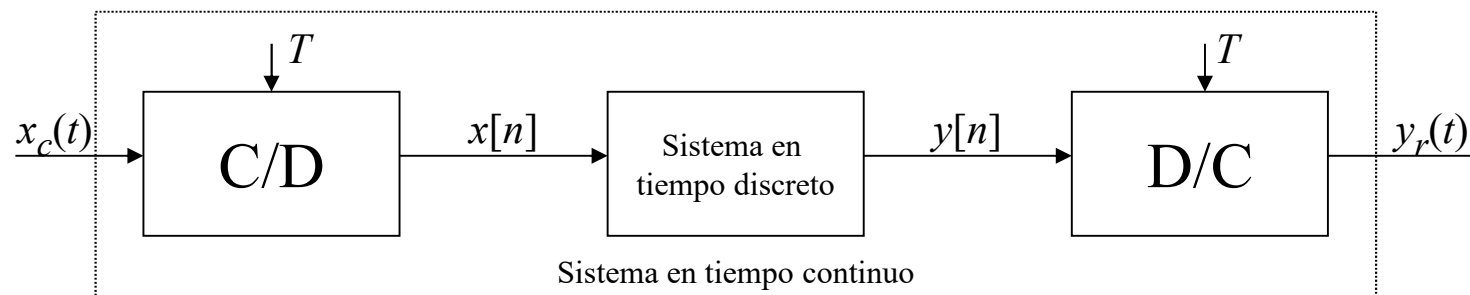 T
T
x_c(t)
C/D
x[n]
Sistema en
tiempo discreto
y[n]
D/C
y_r(t)
Sistema en tiempo continuo